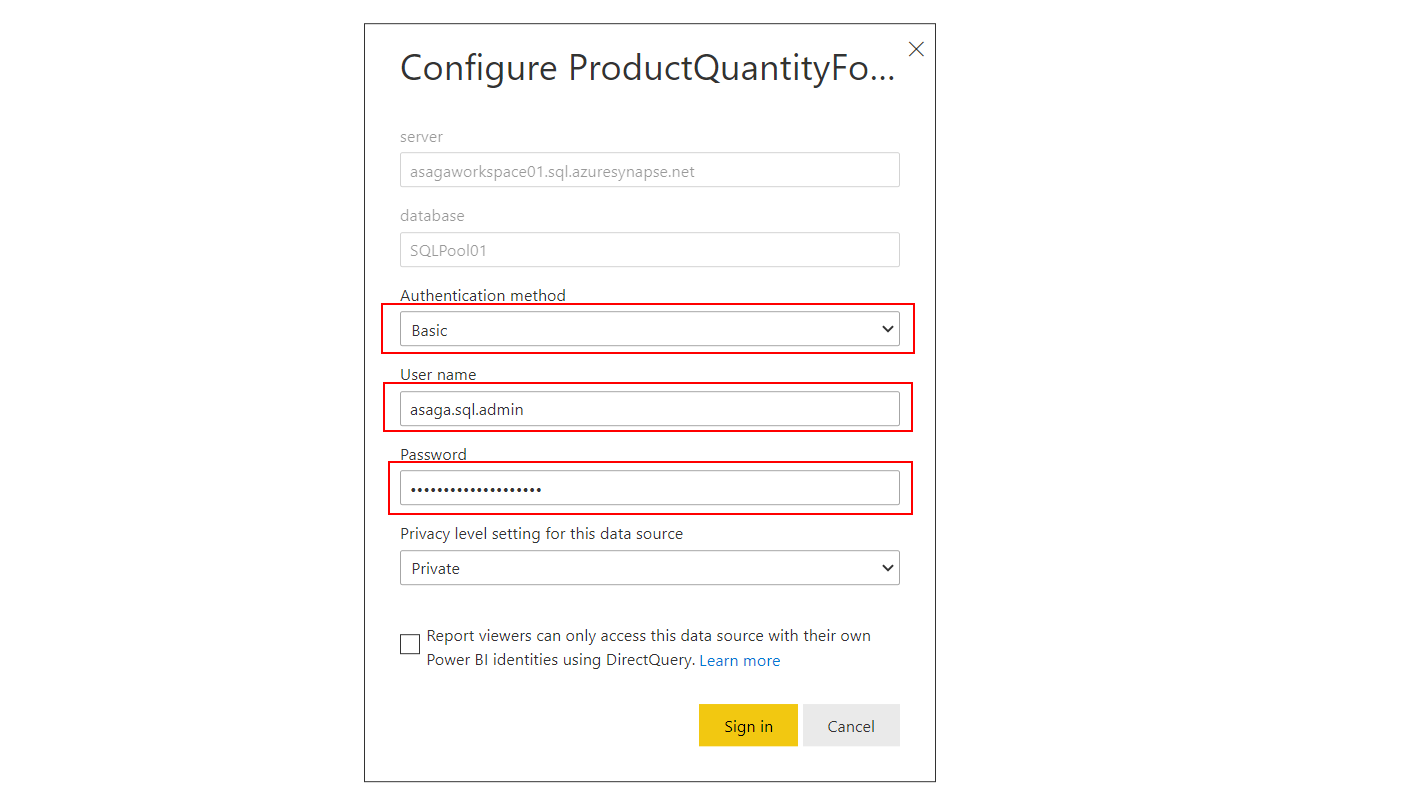 Configure ProductQuantityFo...
server
asagaworkspace01.sql.azuresynapse.net
database
SQLPool01
Authentication method
Basic
User name
asaga.sql.admin
Password
••••••••••••••••••••
Privacy level setting for this data source
Private
Report viewers can only access this data source with their own
Power BI identities using DirectQuery. Learn more
Sign in
Cancel